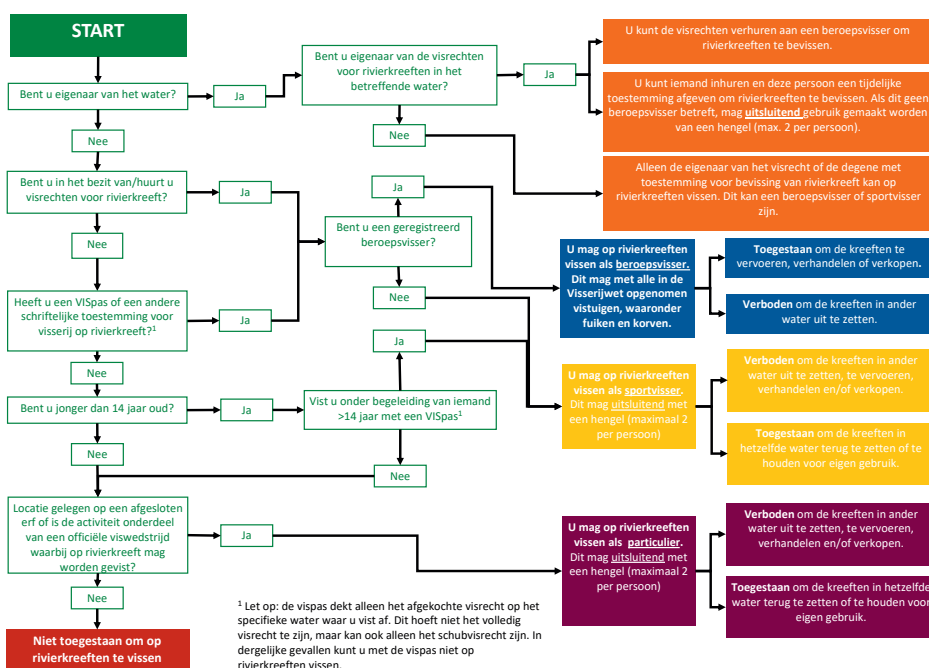 START
Bent u eigenaar van het water?
Ja
Bent u eigenaar van de visrechten
voor rivierkreeften in het
betreffende water?
Ja
U kunt de visrechten verhuren aan een beroepsvisser om
rivierkreeften te bevissen.
U kunt iemand inhuren en deze persoon een tijdelijke
toestemming afgeven om rivierkreeften te bevissen. Als dit geen
beroepsvisser betreft, mag uitsluitend gebruik gemaakt worden
van een hengel (max. 2 per persoon).
Nee
Nee
Alleen de eigenaar van het visrecht of de degene met
toestemming voor bevissing van rivierkreeft kan op
rivierkreeften vissen. Dit kan een beroepsvisser of sportvisser
zijn.
Bent u in het bezit van/huurt u
visrechten voor rivierkreeft?
Ja
Ja
Bent u een geregistreerd
beroepsvisser?
Nee
Nee
U mag op rivierkreeften
vissen als beroepsvisser.
Dit mag met alle in de
Visserijwet opgenomen
vistuigen, waaronder
fuiken en korven.
Toegestaan om de kreeften te
vervoeren, verhandelen of verkopen.
Verboden om de kreeften in ander
water uit te zetten.
Heeft u een VISpas of een andere
schriftelijke toestemming voor
visserij op rivierkreeft?1
Ja
Nee
Ja
U mag op rivierkreeften
vissen als sportvisser.
Dit mag uitsluitend met
een hengel (maximaal 2
per persoon)
Verboden om de kreeften in ander
water uit te zetten, te vervoeren,
verhandelen en/of verkopen.
Toegestaan om de kreeften in
hetzelfde water terug te zetten of te
houden voor eigen gebruik.
Bent u jonger dan 14 jaar oud?
Ja
Vist u onder begeleiding van iemand
>14 jaar met een VISpas1
Nee
Nee
Locatie gelegen op een afgesloten
erf of is de activiteit onderdeel
van een officiële viswedstrijd
waarbij op rivierkreeft mag
worden gevist?
Ja
U mag op rivierkreeften
vissen als particulier.
Dit mag uitsluitend met
een hengel (maximaal 2
per persoon)
Verboden om de kreeften in ander
water uit te zetten, te vervoeren,
verhandelen en/of verkopen.
Toegestaan om de kreeften in hetzelfde
water terug te zetten of te houden voor
eigen gebruik.
Nee
Niet toegestaan om op
rivierkreeften te vissen
1 Let op: de vispas dekt alleen het afgekochte visrecht op het
specifieke water waar u vist af. Dit hoeft niet het volledig
visrecht te zijn, maar kan ook alleen het schubvisrecht zijn. In
dergelijke gevallen kunt u met de vispas niet op
rivierkreeften vissen.